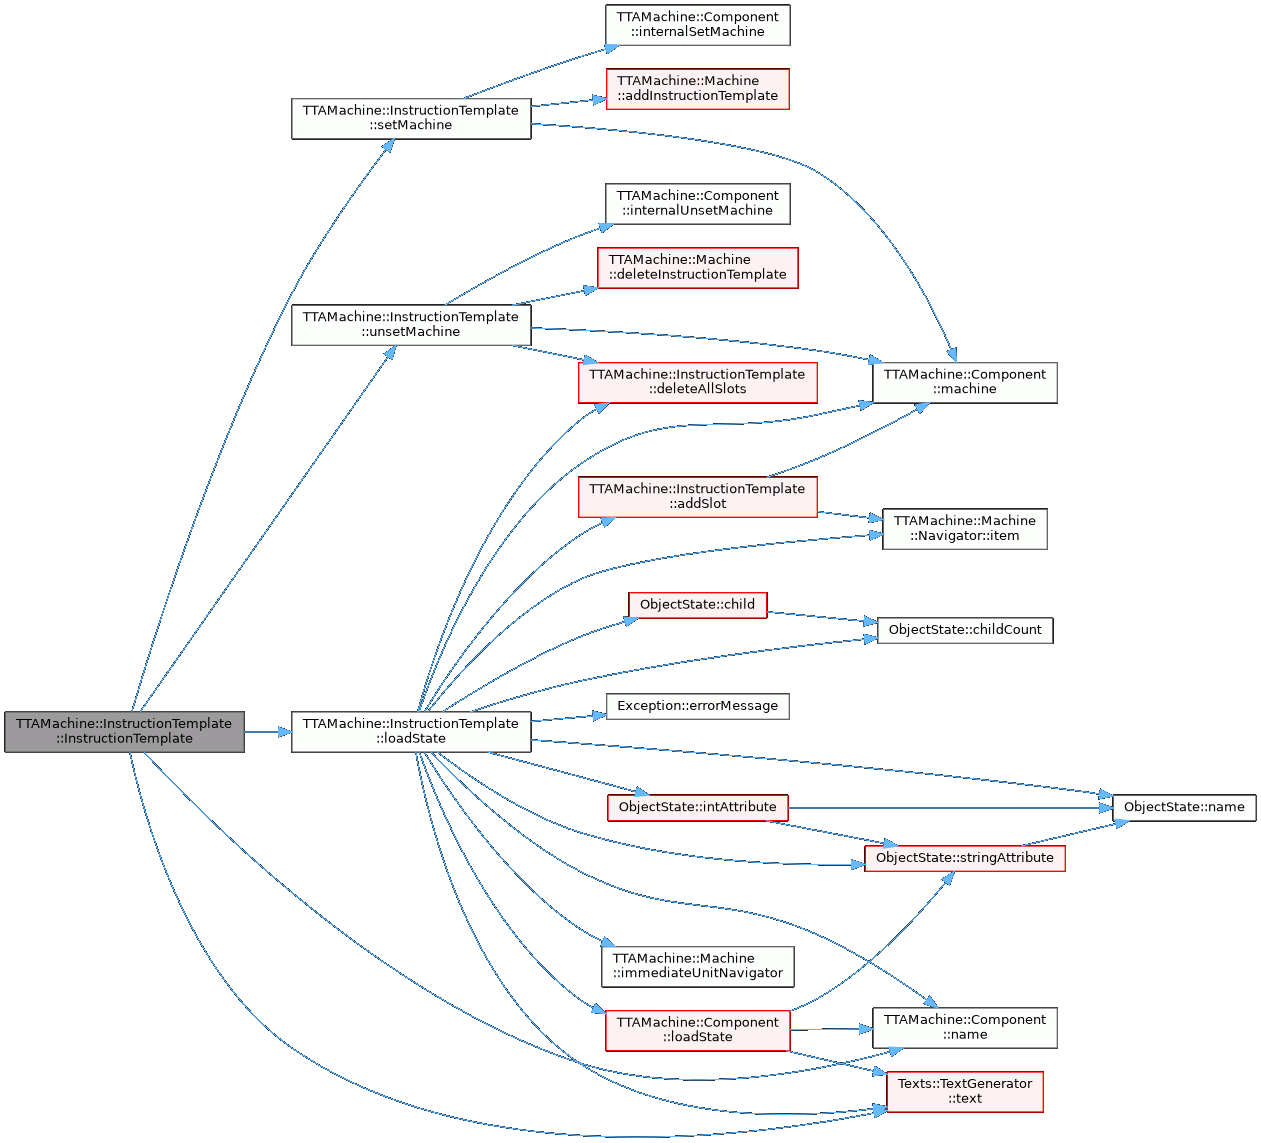 TTAMachine::Component
::internalSetMachine
TTAMachine::Machine
::addInstructionTemplate
TTAMachine::InstructionTemplate
::setMachine
TTAMachine::Component
::internalUnsetMachine
TTAMachine::Machine
::deleteInstructionTemplate
TTAMachine::InstructionTemplate
::unsetMachine
TTAMachine::InstructionTemplate
::deleteAllSlots
TTAMachine::Component
::machine
TTAMachine::InstructionTemplate
::addSlot
TTAMachine::Machine
::Navigator::item
ObjectState::child
ObjectState::childCount
Exception::errorMessage
TTAMachine::InstructionTemplate
::InstructionTemplate
TTAMachine::InstructionTemplate
::loadState
ObjectState::intAttribute
ObjectState::name
ObjectState::stringAttribute
TTAMachine::Machine
::immediateUnitNavigator
TTAMachine::Component
::loadState
TTAMachine::Component
::name
Texts::TextGenerator
::text